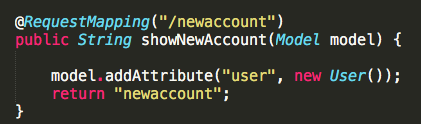 @RequestMapping("/newaccount")
public String showNewAccount(Model model) {
model.addAttribute("user", new User());
return "newaccount";
}